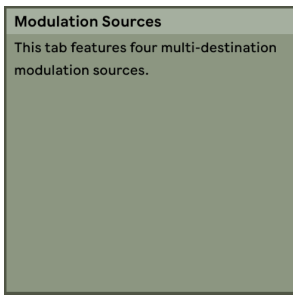 Modulation Sources
This tab features four multi-destination
modulation sources.